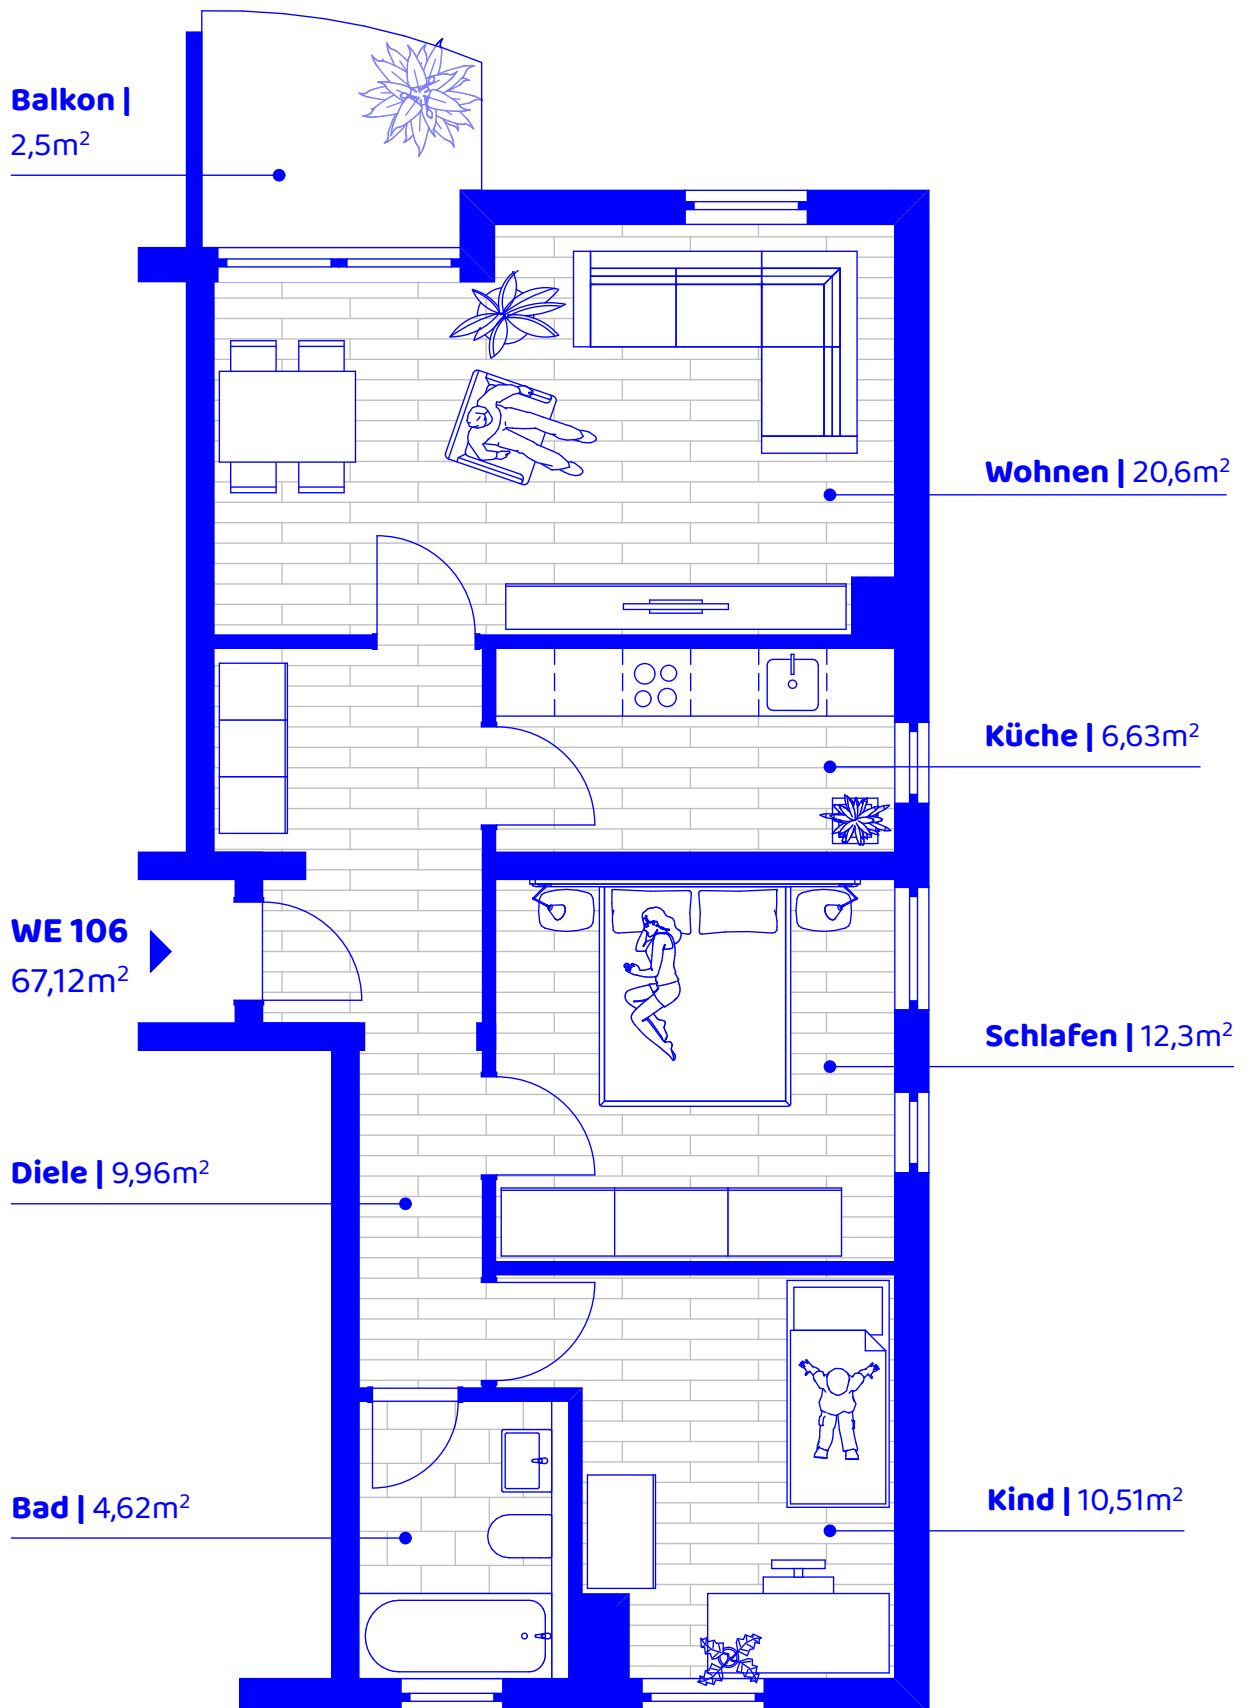 Balkon |
2,5m²
Wohnen | 20,6m²
Küche | 6,63m²
WE 106
67,12m²
Schlafen | 12,3m²
Diele | 9,96m²
Bad | 4,62m²
Kind | 10,51m²